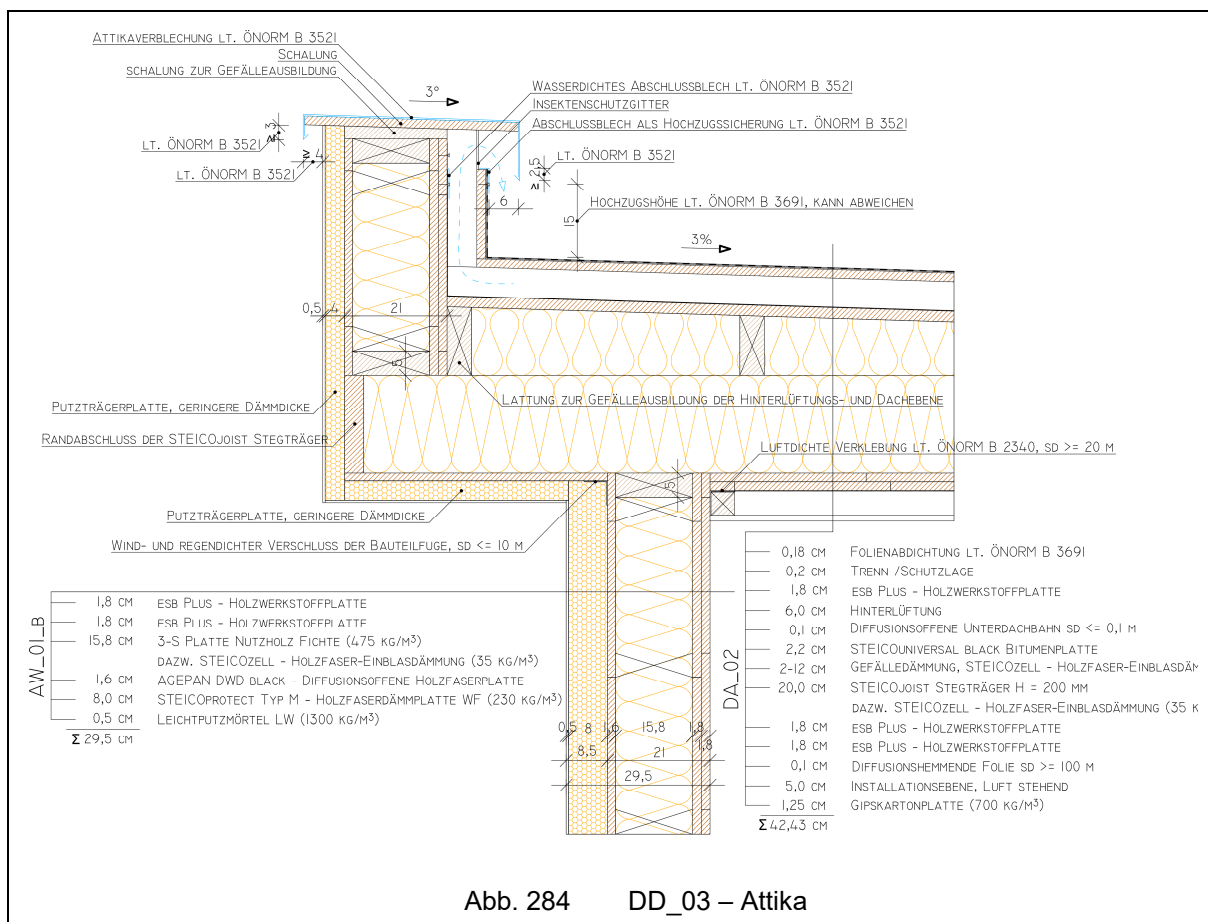 ATTIKAVERBLECHUNG LT. ÖNORM B 3521
SCHALUNG
SCHALUNG ZUR GEFÄLLEAUSBILDUNG
3°
WASSERDICHTES ABSCHLUSSBLECH LT. ÖNORM B 3521
INSEKTENSCHUTZGITTER
ABSCHLUSSBLECH ALS HOCHZUGSSICHERUNG LT. ÖNORM B 3521
≥ 3
LT. ÖNORM B 3521
≥ 4
LT. ÖNORM B 3521
≥ 2,5
LT. ÖNORM B 3521
6
15
HOCHZUGSHÖHE LT. ÖNORM B 3691, KANN ABWEICHEN
3%
0,5 4 21
5
LATTUNG ZUR GEFÄLLEAUSBILDUNG DER HINTERLÜFTUNGS- UND DACHEBENE
PUTZTRÄGERPLATTE, GERINGERE DÄMMDICKE
RANDABSCHLUSS DER STEICOJOIST STEGTRÄGER
LUFTDICHTE VERKLEBUNG LT. ÖNORM B 2340, SD >= 20 M
5
PUTZTRÄGERPLATTE, GERINGERE DÄMMDICKE
WIND- UND REGENDICHTER VERSCHLUSS DER BAUTEILFUGE, SD <= 10 M
AW_01_B
1,8 CM ESB PLUS - HOLZWERKSTOFFPLATTE
1,8 CM ESB PLUS - HOLZWERKSTOFFPLATTE
15,8 CM 3-S PLATTE NUTZHOLZ FICHTE (475 KG/M³)
DAZW. STEICOZELL - HOLZFASER-EINBLASDÄMMUNG (35 KG/M³)
1,6 CM AGEPAN DWD BLACK - DIFFUSIONSOFFENE HOLZFASERPLATTE
8,0 CM STEICOPROTECT TYP M - HOLZFASERDÄMMPLATTE WF (230 KG/M³)
0,5 CM LEICHTPUTZMÖRTEL LW (1300 KG/M³)
Σ 29,5 CM
0,5 8 1,6 15,8 1,8
1,8
8,5 21
29,5
DA_02
0,18 CM FOLIENABDICHTUNG LT. ÖNORM B 3691
0,2 CM TRENN /SCHUTZLAGE
1,8 CM ESB PLUS - HOLZWERKSTOFFPLATTE
6,0 CM HINTERLÜFTUNG
0,1 CM DIFFUSIONSOFFENE UNTERDACHBAHN SD <= 0,1 M
2,2 CM STEICOUNIVERSAL BLACK BITUMENPLATTE
2-12 CM GEFÄLLEDÄMMUNG, STEICOZELL - HOLZFASER-EINBLASDÄM
20,0 CM STEICOJOIST STEGTRÄGER H = 200 MM
DAZW. STEICOZELL - HOLZFASER-EINBLASDÄMMUNG (35 K
1,8 CM ESB PLUS - HOLZWERKSTOFFPLATTE
1,8 CM ESB PLUS - HOLZWERKSTOFFPLATTE
0,1 CM DIFFUSIONSHEMMENDE FOLIE SD >= 100 M
5,0 CM INSTALLATIONSEBENE, LUFT STEHEND
1,25 CM GIPSKARTONPLATTE (700 KG/M³)
Σ 42,43 CM
Abb. 284 DD_03 – Attika